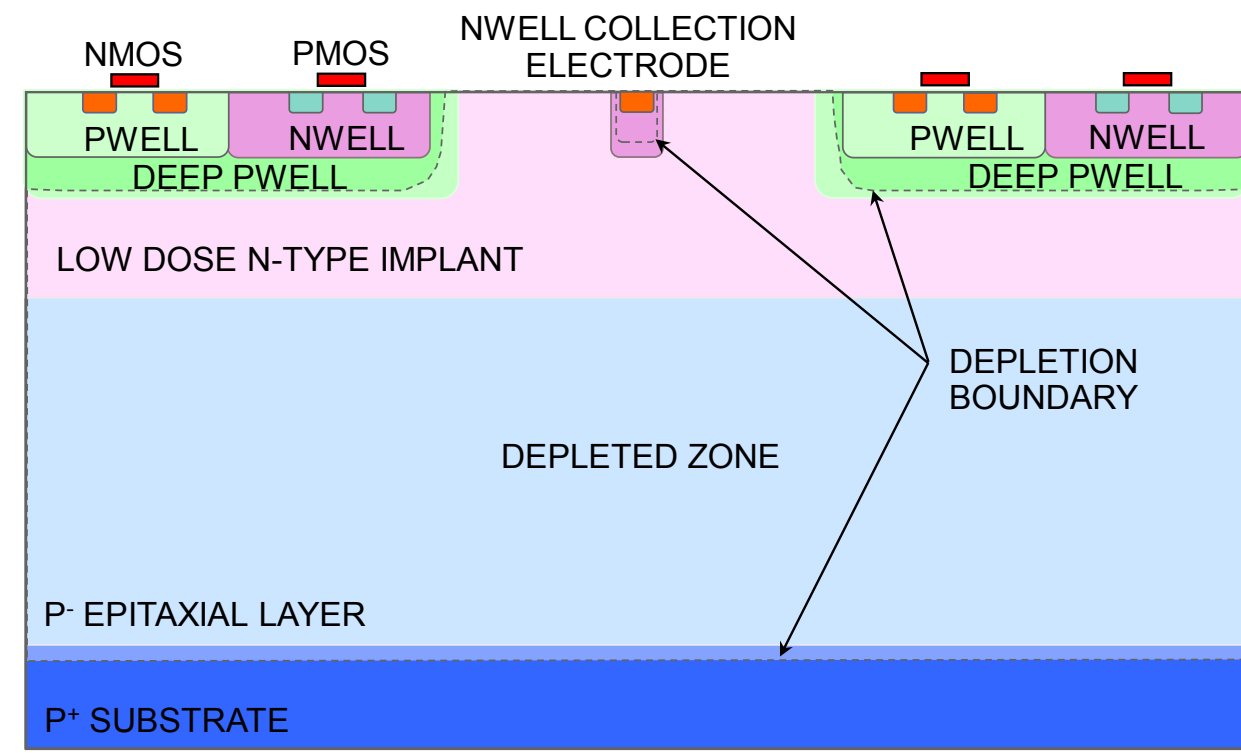 NWELL COLLECTION
ELECTRODE
NMOS
PMOS
PWELL
NWELL
DEEP PWELL
PWELL
NWELL
DEEP PWELL
LOW DOSE N-TYPE IMPLANT
DEPLETION
BOUNDARY
DEPLETED ZONE
P⁻ EPITAXIAL LAYER
P⁺ SUBSTRATE